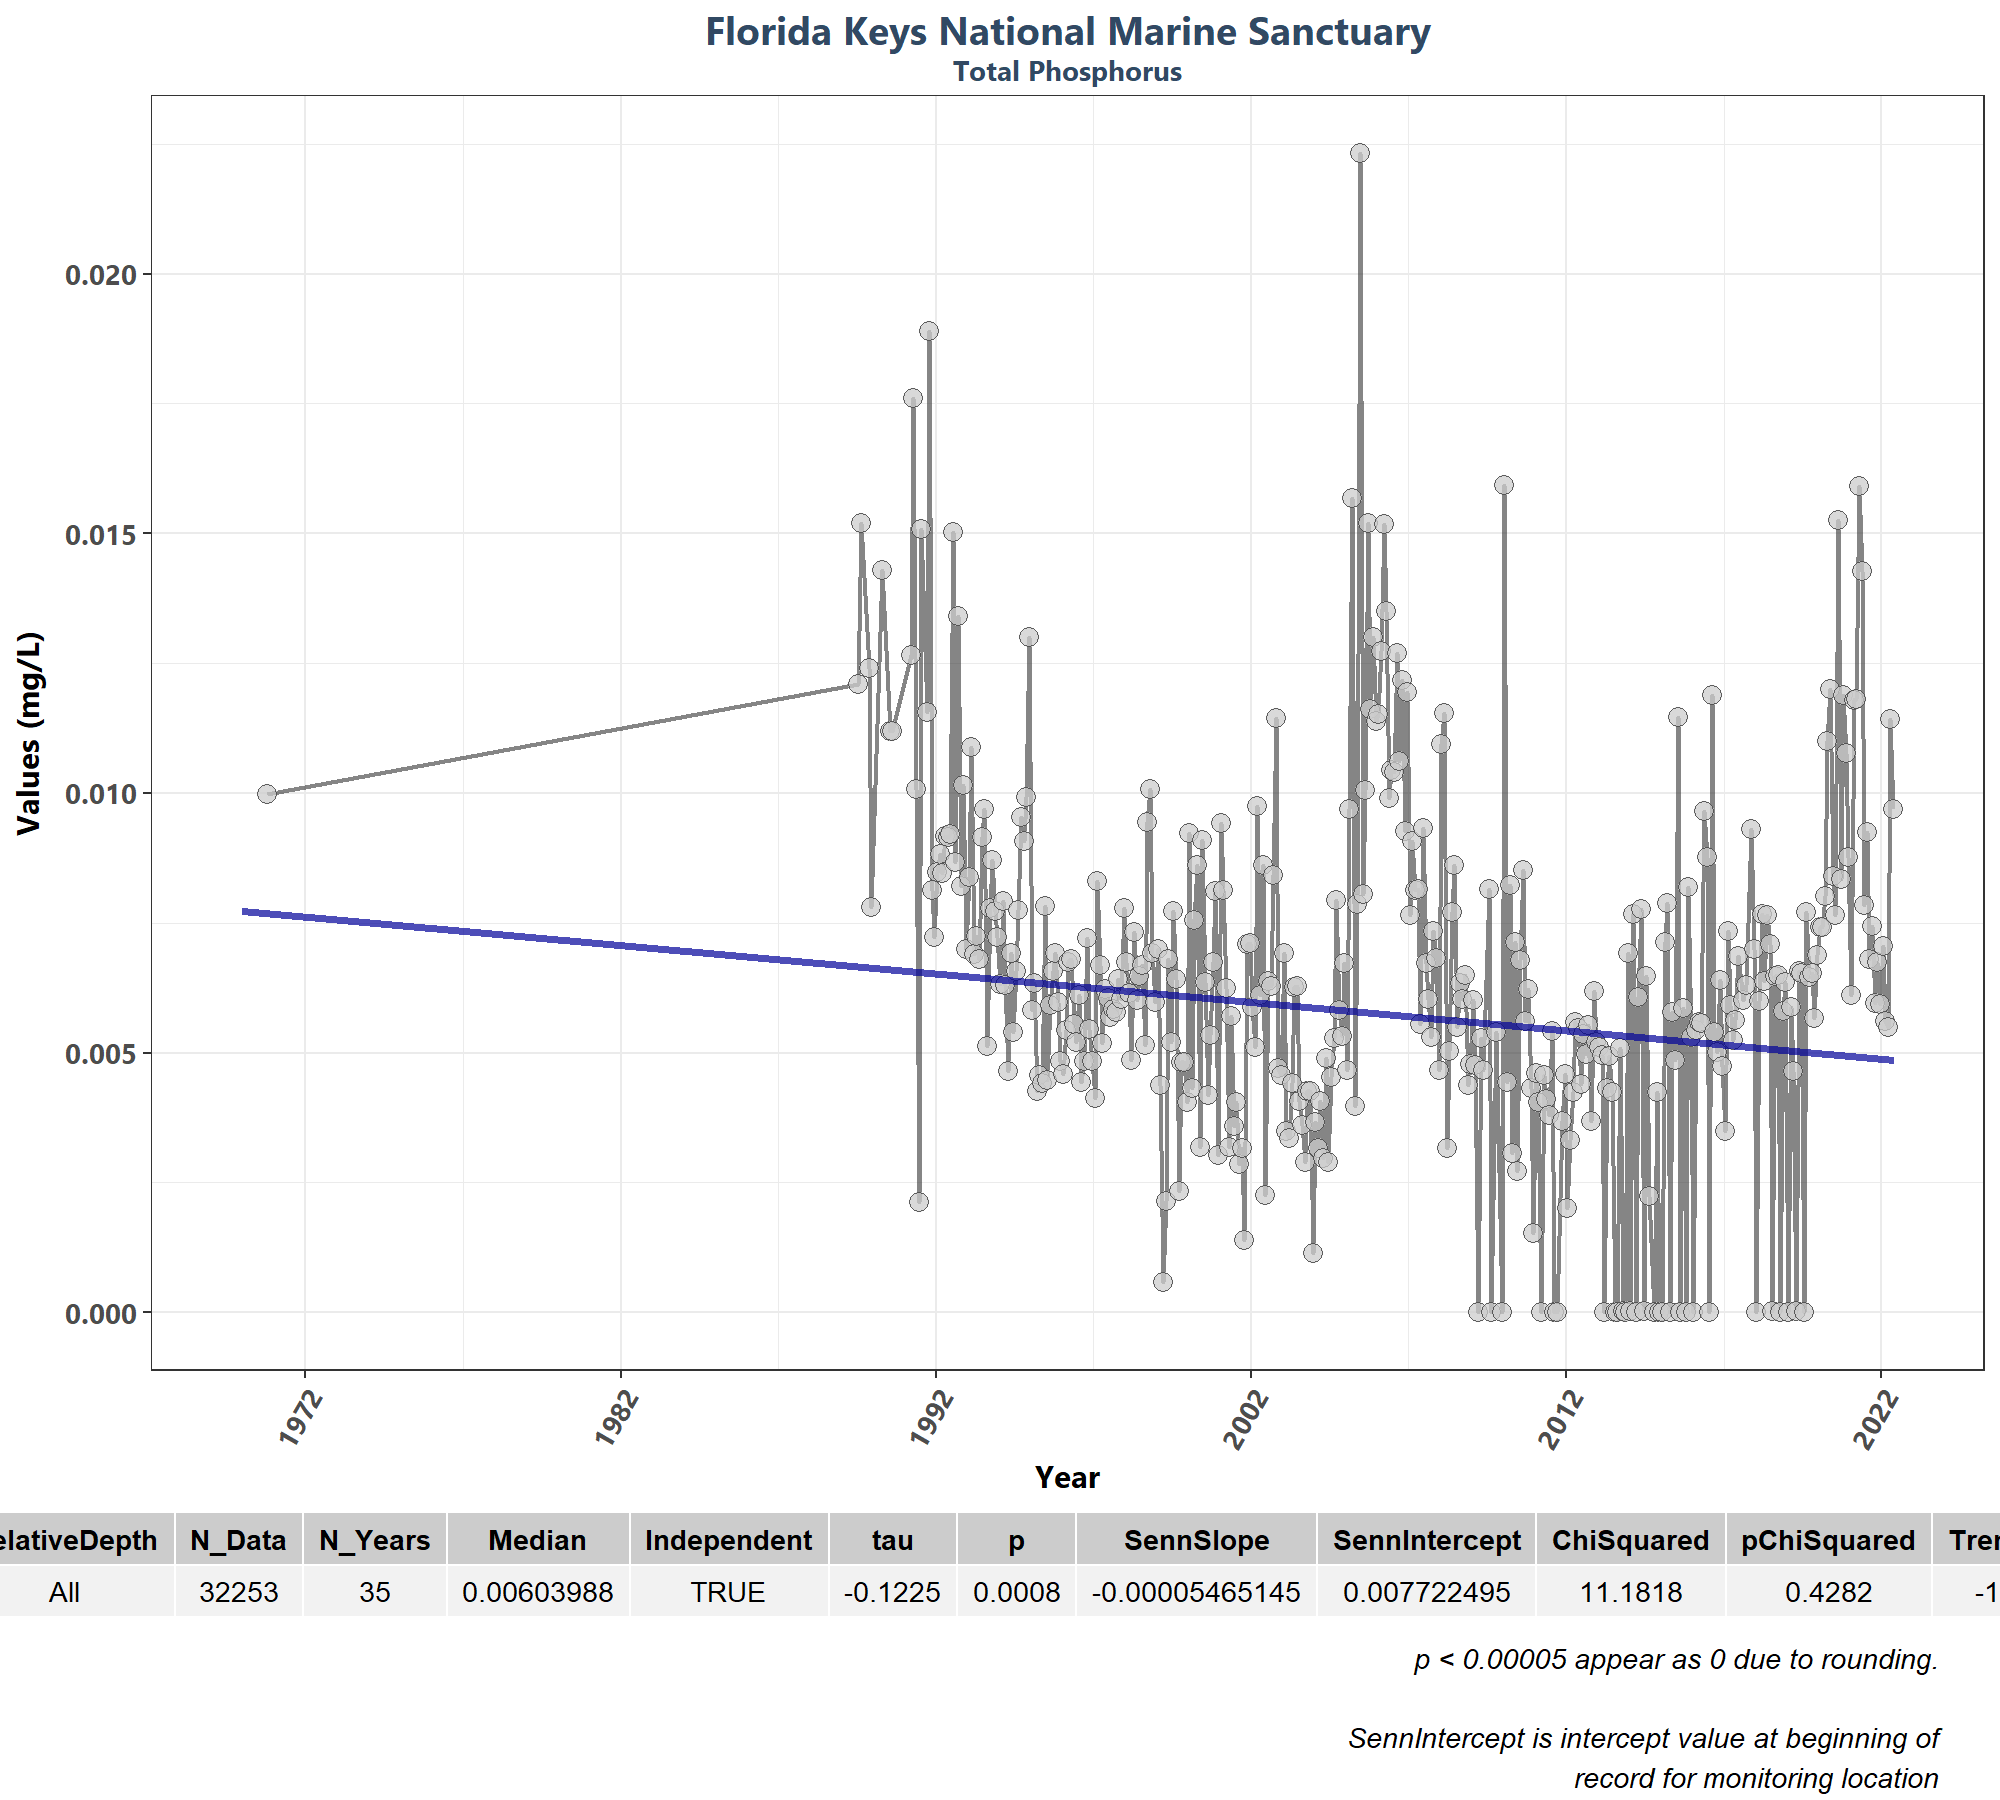 Florida Keys National Marine Sanctuary
Total Phosphorus
Values (mg/L)
0.020
0.015
0.010
0.005
0.000
1972 1982 1992 2002 2012 2022
Year
elativeDepth N_Data N_Years Median Independent tau p SennSlope SennIntercept ChiSquared pChiSquared Tren
All 32253 35 0.00603988 TRUE -0.1225 0.0008 -0.00005465145 0.007722495 11.1818 0.4282 -1
p < 0.00005 appear as 0 due to rounding.
SennIntercept is intercept value at beginning of
record for monitoring location